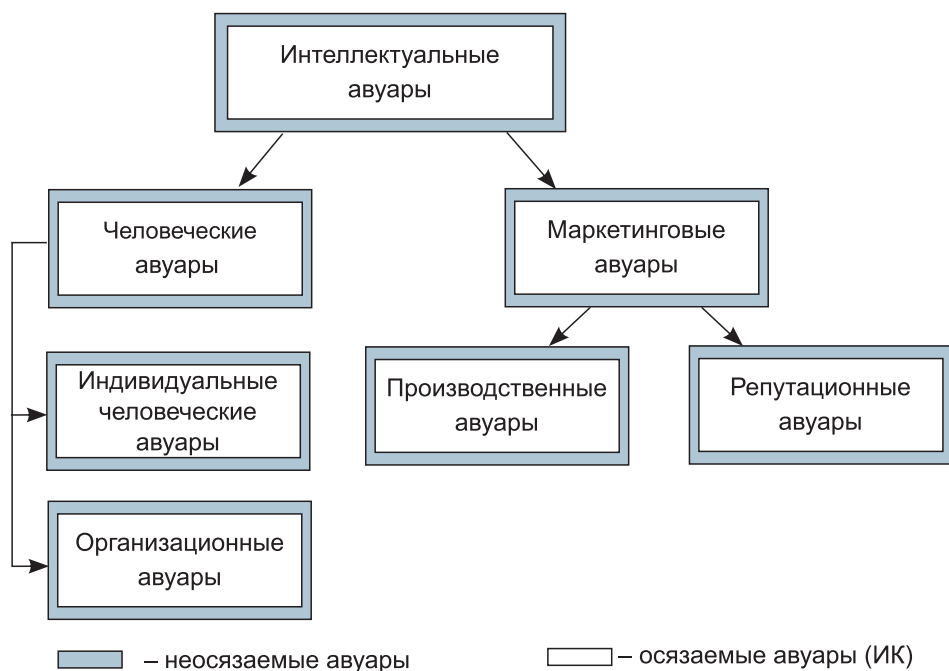 Интеллектуальные
авуары
Человеческие
авуары
Маркетинговые
авуары
Индивидуальные
человеческие
авуары
Производственные
авуары
Репутационные
авуары
Организационные
авуары
– неосязаемые авуары
– осязаемые авуары (ИК)